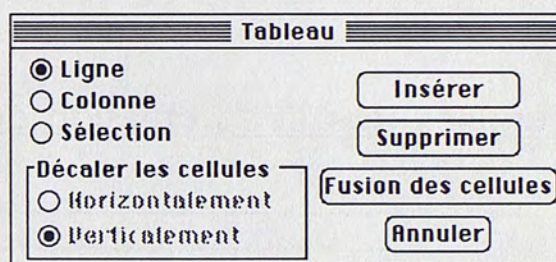 Tableau
Ligne
Colonne
Sélection
Décaler les cellules
Horizontalement
Verticalement
Insérer
Supprimer
Fusion des cellules
Annuler